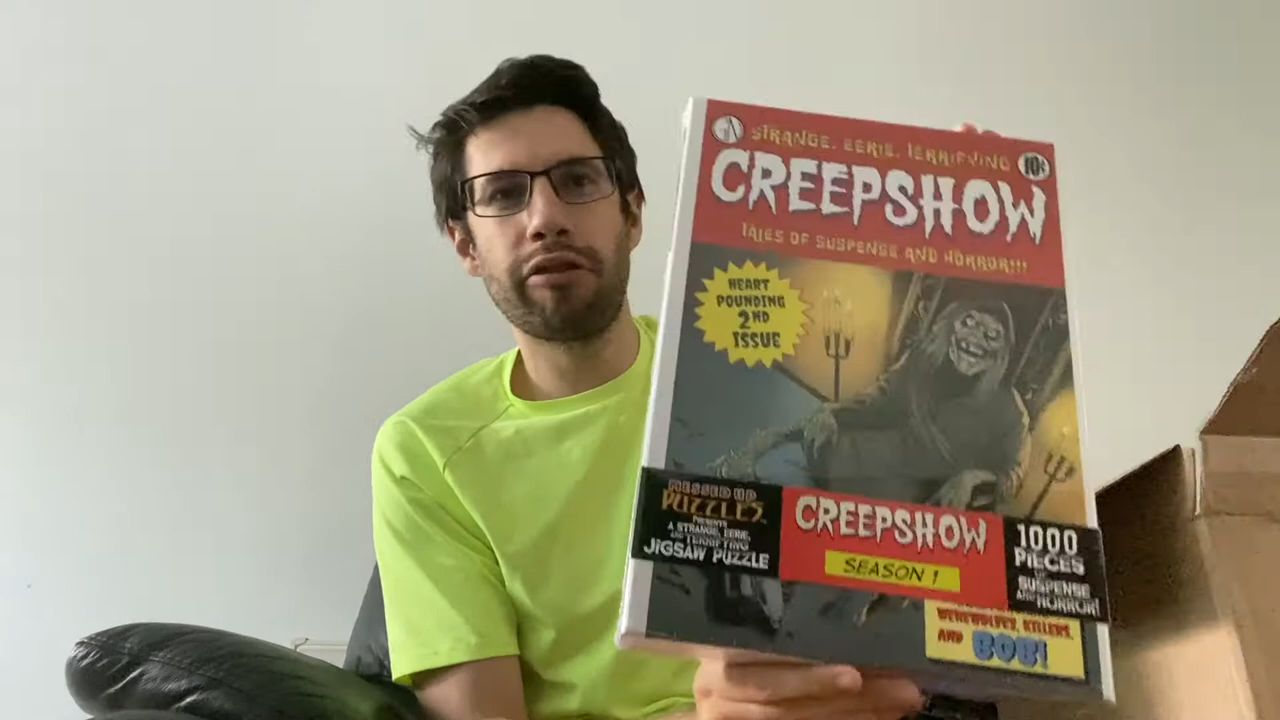 STRANGE. EERIE. TERRIFYING
10¢
CREEPSHOW
TALES OF SUSPENSE AND HORROR!!!
HEART
POUNDING
2ND
ISSUE
MESSED UP
PUZZLES
PRESENTS
A STRANGE, EERIE,
AND TERRIFYING
JIGSAW PUZZLE
CREEPSHOW
SEASON 1
1000
PIECES
OF
SUSPENSE
AND HORROR!
WEREWOLVES, KILLERS,
AND BOB!